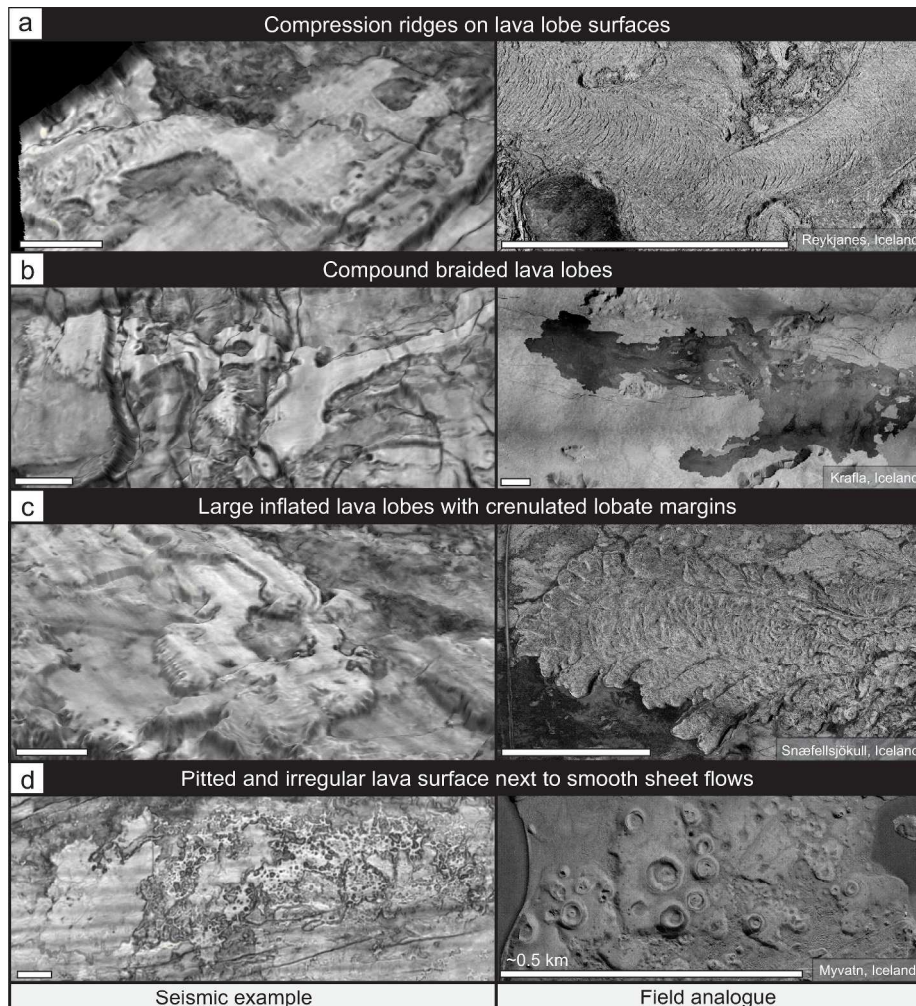 a
Compression ridges on lava lobe surfaces
Reykjanes, Iceland
b
Compound braided lava lobes
Krafla, Iceland
c
Large inflated lava lobes with crenulated lobate margins
Snæfellsjökull, Iceland
d
Pitted and irregular lava surface next to smooth sheet flows
~0.5 km
Myvatn, Iceland
Seismic example
Field analogue